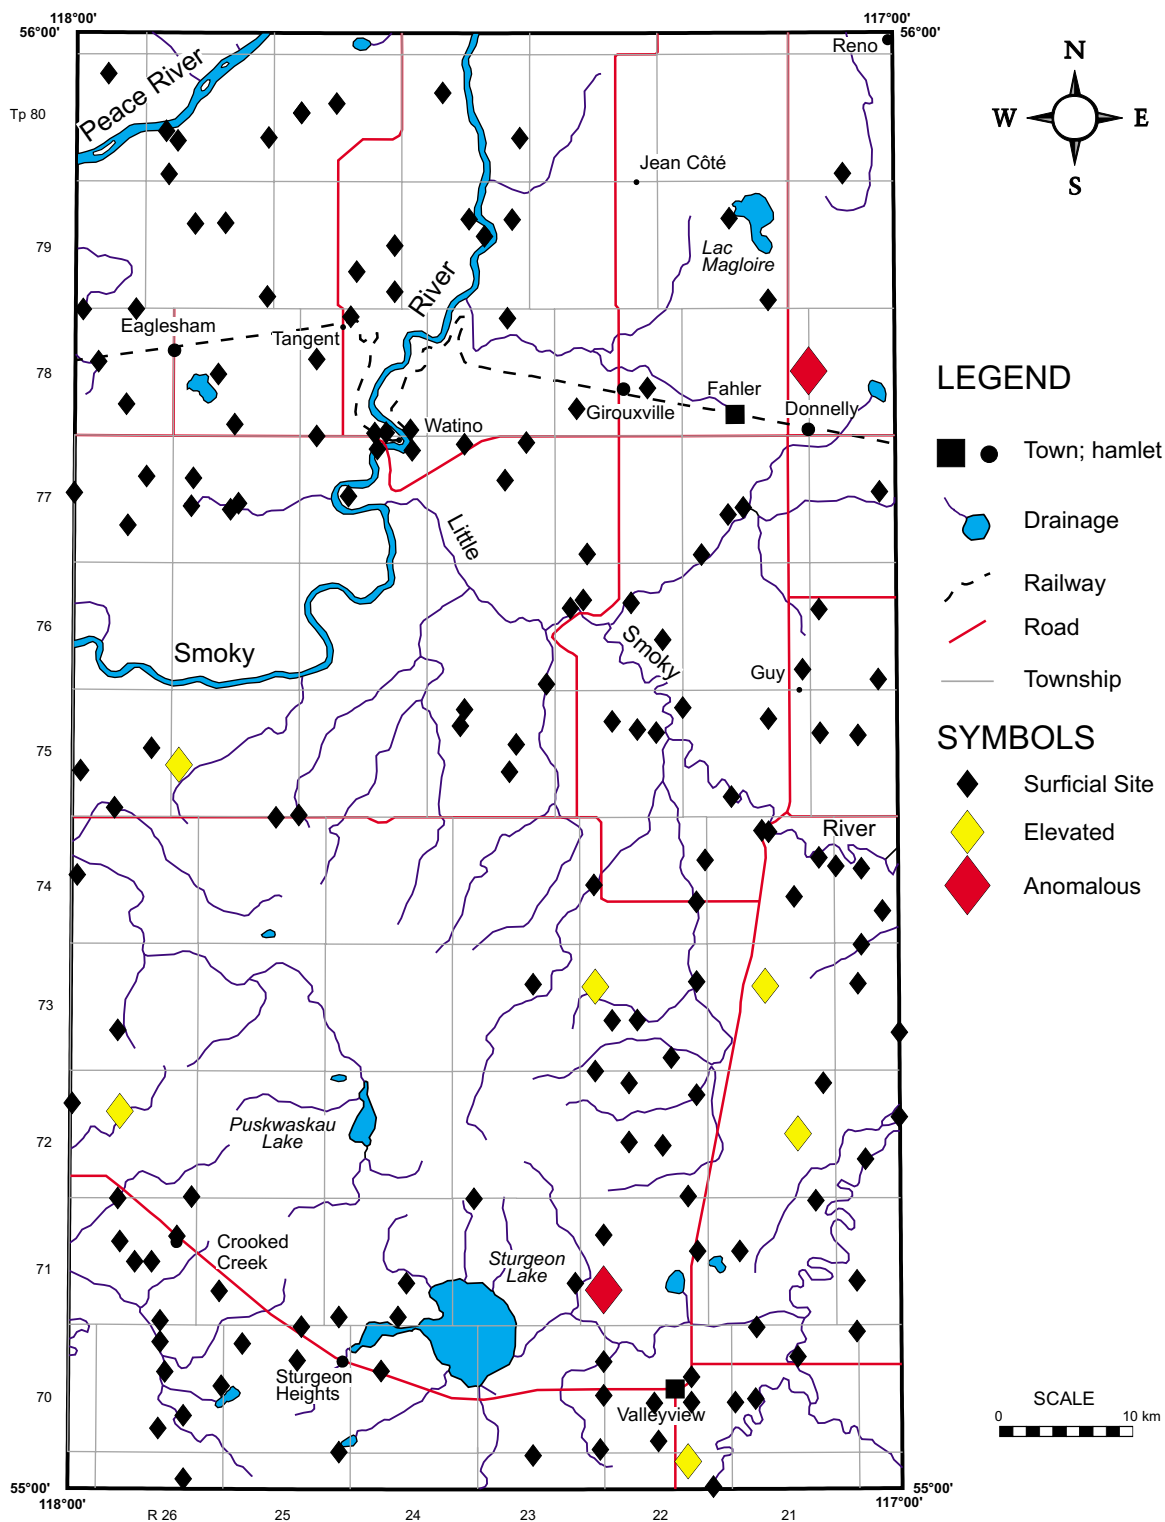 118°00'
117°00'
56°00'
56°00'
Reno
Peace River
Tp 80
N
W
E
S
Jean Côté
79
Lac
Magloire
River
Eaglesham
Tangent
78
Fahler
Girouxville
Donnelly
Watino
LEGEND
Town; hamlet
77
Little
Drainage
Railway
76
Smoky
Smoky
Road
Guy
Township
SYMBOLS
75
Surficial Site
River
Elevated
74
Anomalous
73
Puskwaskau
Lake
72
Crooked
Creek
Sturgeon
Lake
71
Sturgeon
Heights
70
Valleyview
SCALE
0
10 km
55°00'
55°00'
118°00'
117°00'
R 26
25
24
23
22
21